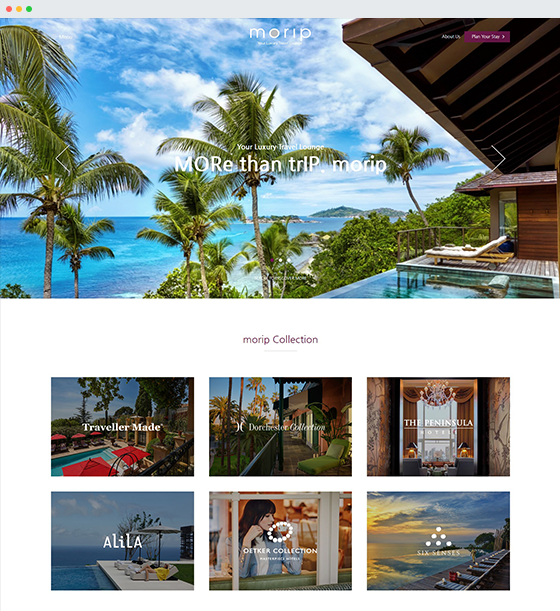 morip
About Us
Plan Your Stay
Your Luxury Travel Lounge
MORe than trIP. morip
morip Collection
Traveller Made
Dorchester Collection
THE PENINSULA
HOTELS
ALiLA
OETKER COLLECTION
MASTERPIECE HOTELS
SIX SENSES